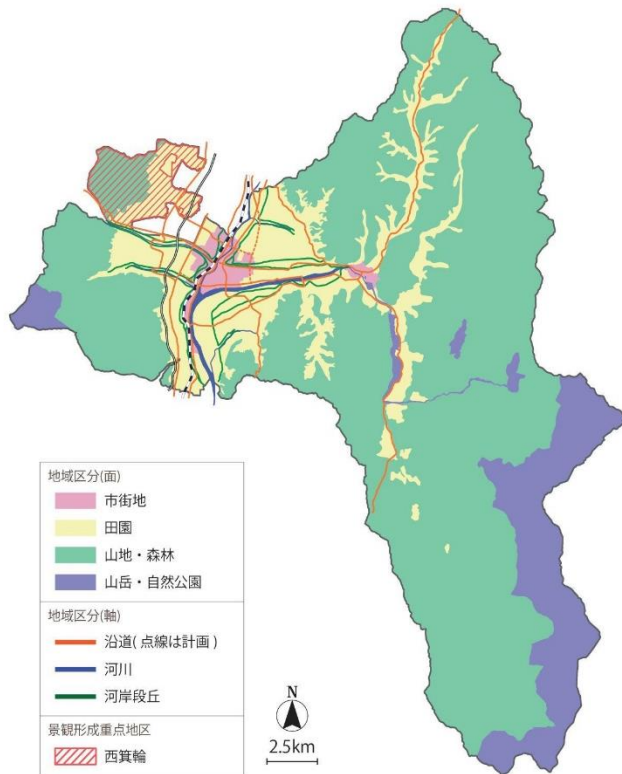 地域区分(面)
市街地
田園
山地・森林
山岳・自然公園
地域区分(軸)
沿道(点線は計画)
河川
河岸段丘
景観形成重点地区
西箕輪
N
2.5km